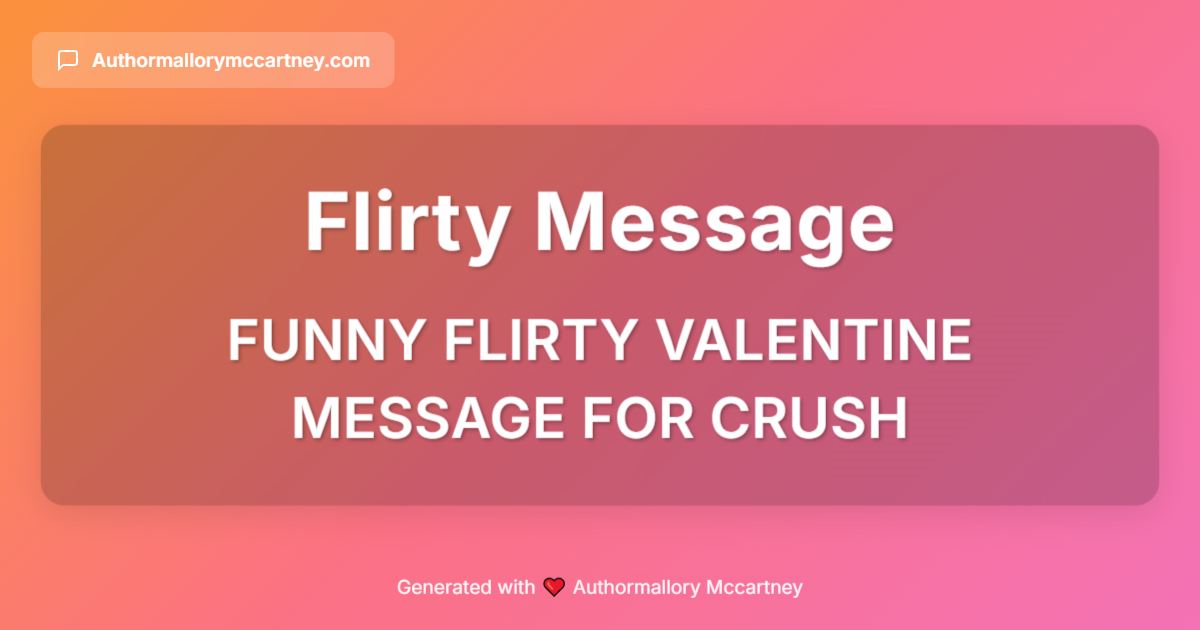 Authormallorymccartney.com
Flirty Message
FUNNY FLIRTY VALENTINE
MESSAGE FOR CRUSH
Generated with ❤️ Authormallory Mccartney